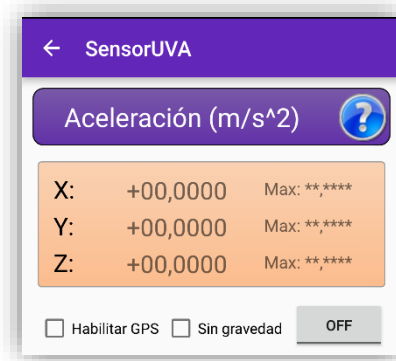 SensorUVA
Aceleración (m/s^2) ?
X: +00,0000 Max: **,****
Y: +00,0000 Max: **,****
Z: +00,0000 Max: **,****
Habilitar GPS Sin gravedad OFF